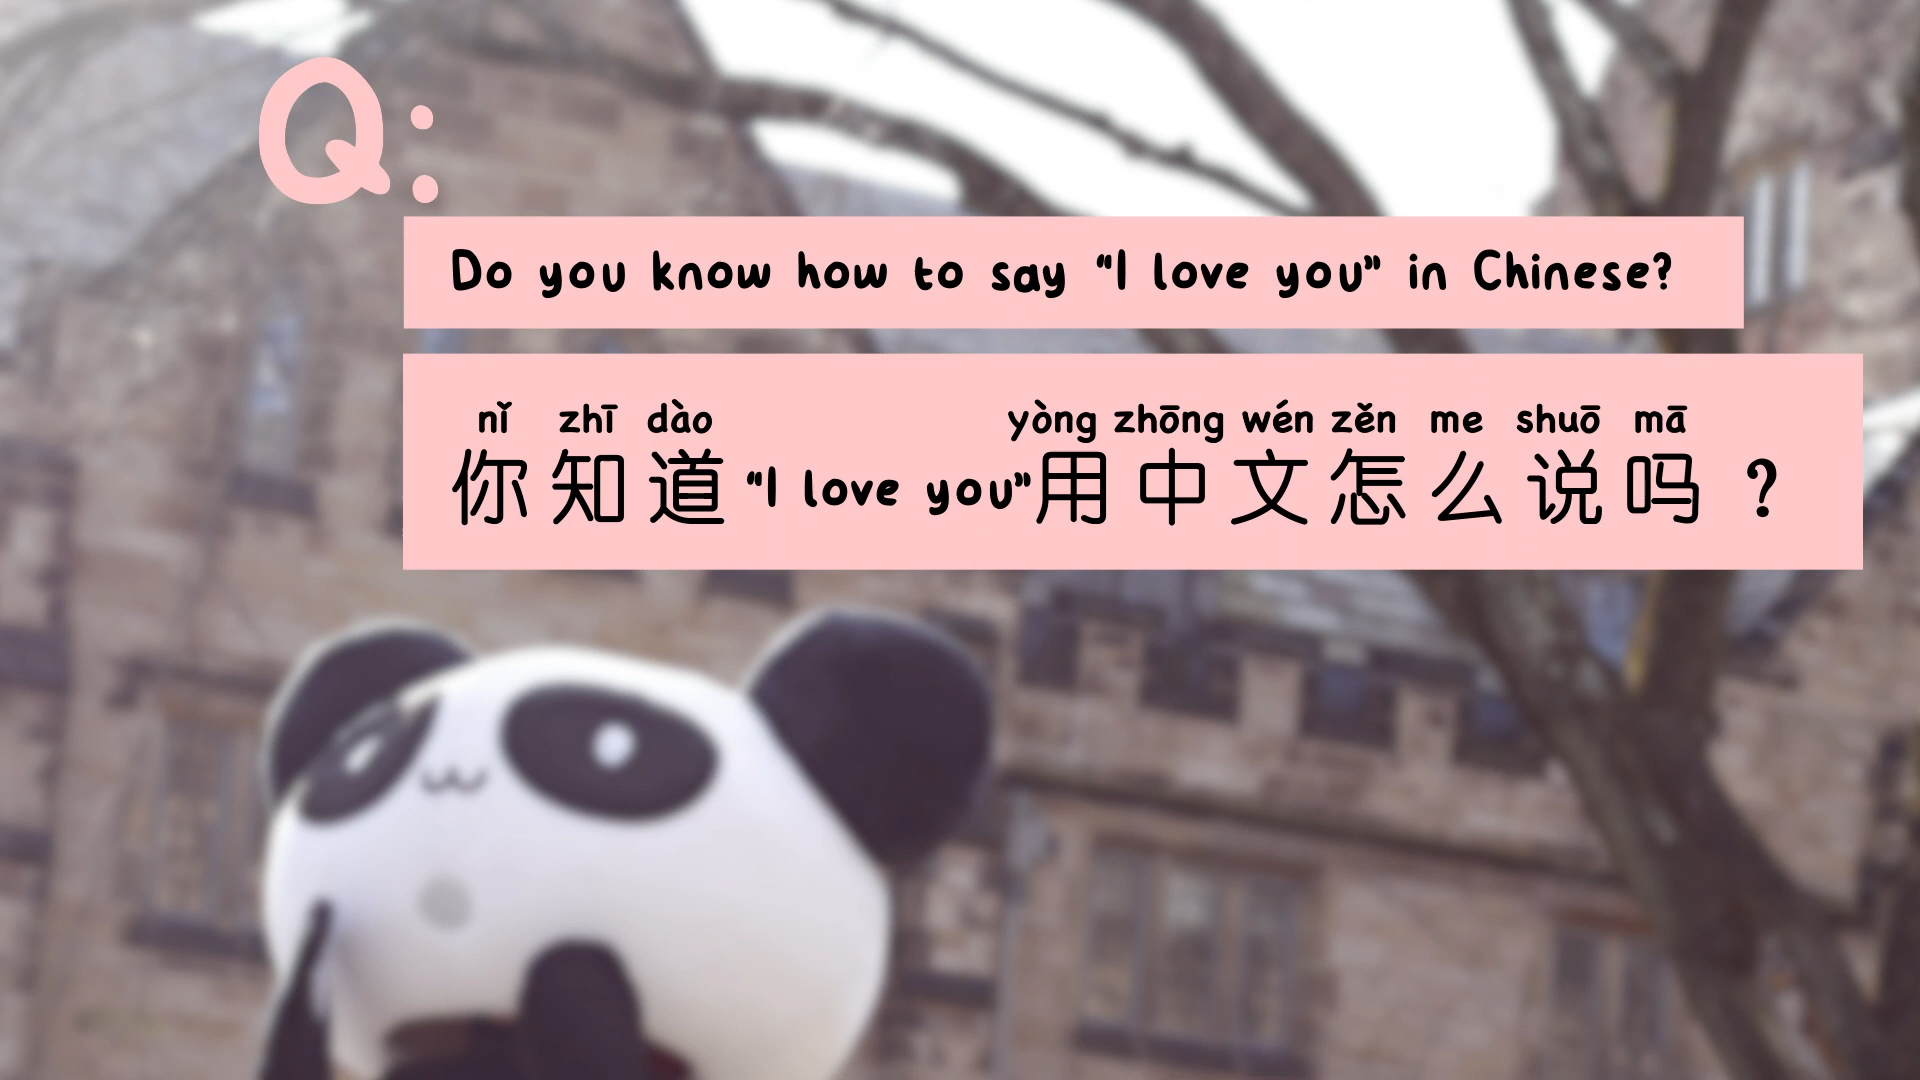 Q:
Do you know how to say “I love you” in Chinese?
nǐ zhī dào yòng zhōng wén zěn me shuō mā
你知道“I love you”用中文怎么说吗？